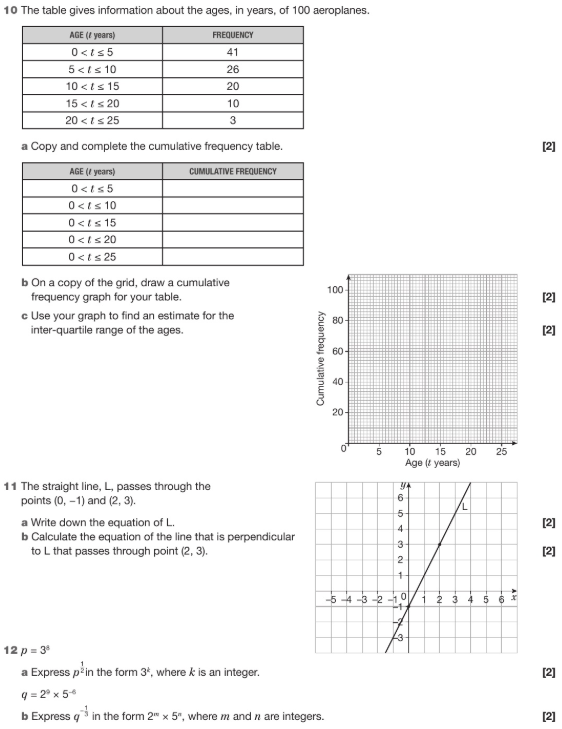 10 The table gives information about the ages, in years, of 100 aeroplanes.
AGE (t years) FREQUENCY
0 < t ≤ 5 41
5 < t ≤ 10 26
10 < t ≤ 15 20
15 < t ≤ 20 10
20 < t ≤ 25 3
a Copy and complete the cumulative frequency table. [2]
AGE (t years) CUMULATIVE FREQUENCY
0 < t ≤ 5
0 < t ≤ 10
0 < t ≤ 15
0 < t ≤ 20
0 < t ≤ 25
b On a copy of the grid, draw a cumulative
frequency graph for your table. [2]
c Use your graph to find an estimate for the
inter-quartile range of the ages. [2]
Cumulative frequency
100
80
60
40
20
0 5 10 15 20 25
Age (t years)
11 The straight line, L, passes through the
points (0, −1) and (2, 3).
a Write down the equation of L. [2]
b Calculate the equation of the line that is perpendicular
to L that passes through point (2, 3). [2]
y
6
L
5
4
3
2
1
−5 −4 −3 −2 −1 0 1 2 3 4 5 6 x
−1
−2
−3
12 p = 3⁸
a Express p^(1/2) in the form 3ᵏ, where k is an integer. [2]
q = 2⁹ × 5⁻⁶
b Express q^(−1/3) in the form 2ᵐ × 5ⁿ, where m and n are integers. [2]